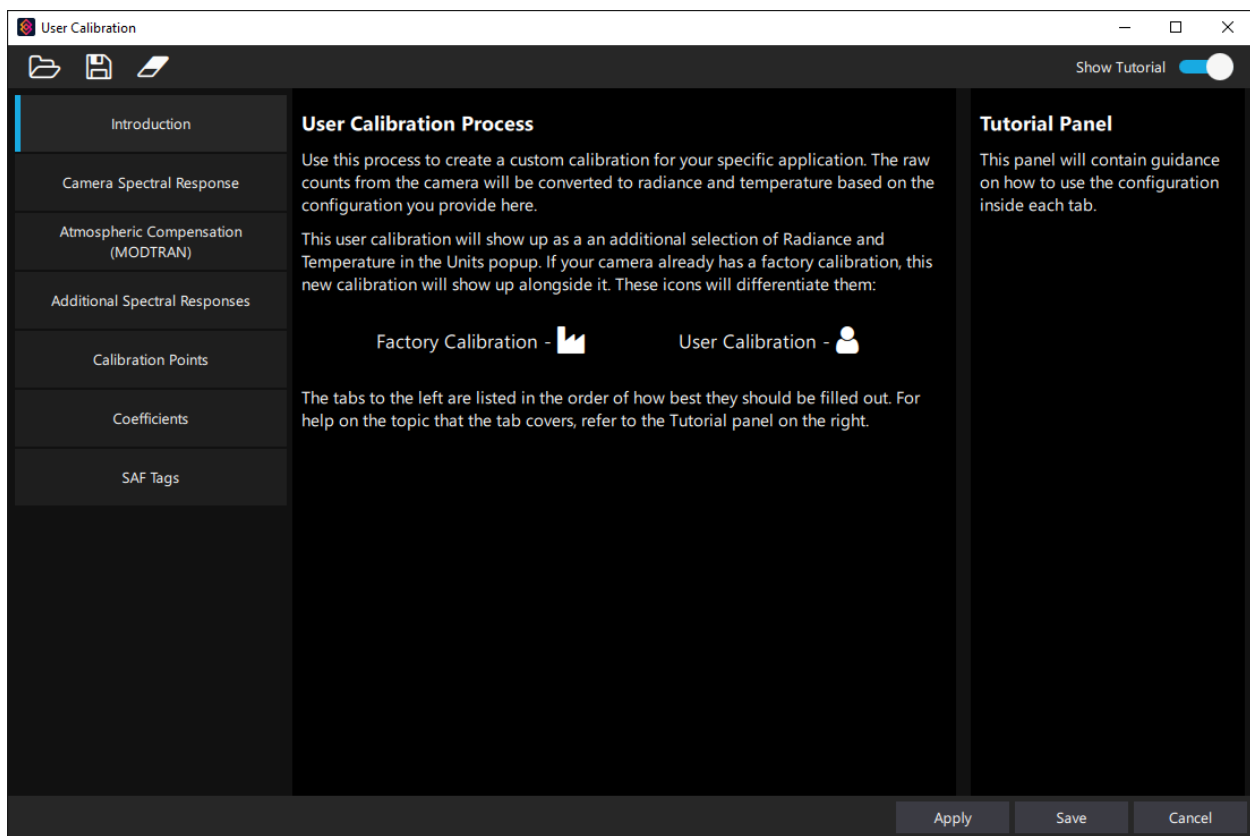 User Calibration
Show Tutorial
Introduction
Camera Spectral Response
Atmospheric Compensation
(MODTRAN)
Additional Spectral Responses
Calibration Points
Coefficients
SAF Tags
User Calibration Process
Use this process to create a custom calibration for your specific application. The raw
counts from the camera will be converted to radiance and temperature based on the
configuration you provide here.
This user calibration will show up as a an additional selection of Radiance and
Temperature in the Units popup. If your camera already has a factory calibration, this
new calibration will show up alongside it. These icons will differentiate them:
Factory Calibration -
User Calibration -
The tabs to the left are listed in the order of how best they should be filled out. For
help on the topic that the tab covers, refer to the Tutorial panel on the right.
Tutorial Panel
This panel will contain guidance
on how to use the configuration
inside each tab.
Apply
Save
Cancel